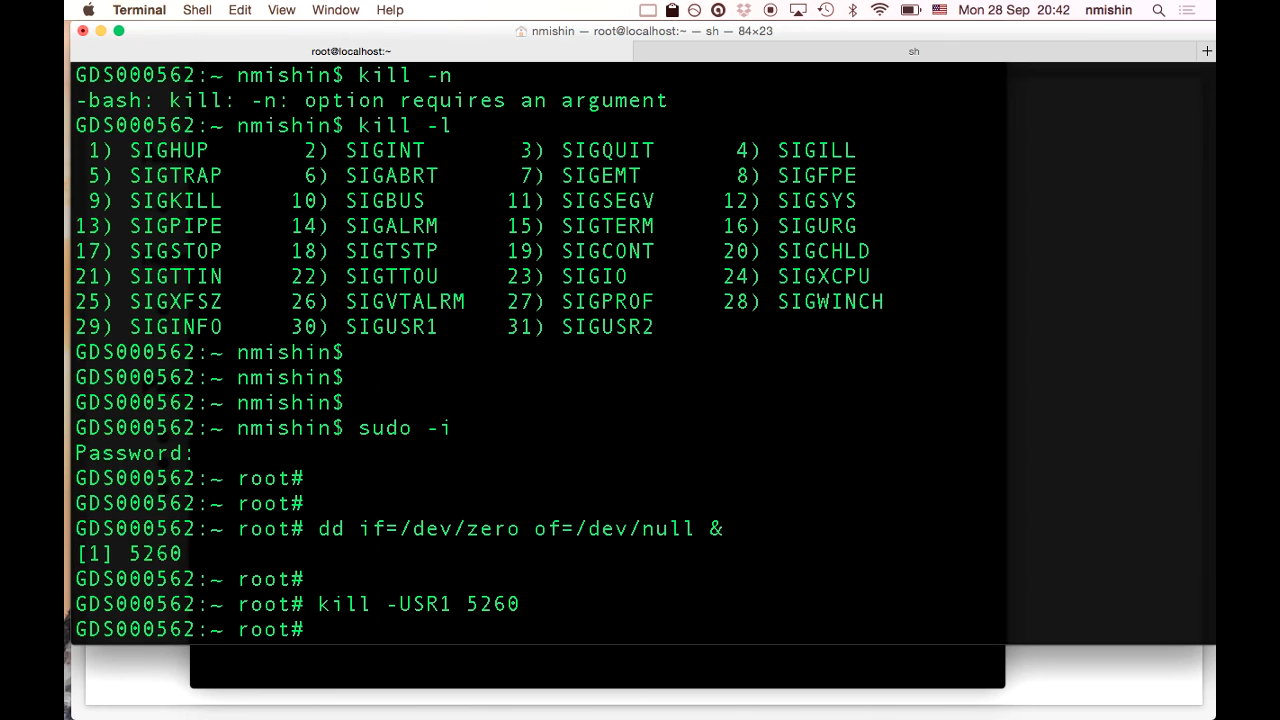 Terminal Shell Edit View Window Help Mon 28 Sep 20:42 nmishin
nmishin — root@localhost:~ — sh — 84×23
root@localhost:~ sh +
GDS000562:~ nmishin$ kill -n
-bash: kill: -n: option requires an argument
GDS000562:~ nmishin$ kill -l
1) SIGHUP 2) SIGINT 3) SIGQUIT 4) SIGILL
5) SIGTRAP 6) SIGABRT 7) SIGEMT 8) SIGFPE
9) SIGKILL 10) SIGBUS 11) SIGSEGV 12) SIGSYS
13) SIGPIPE 14) SIGALRM 15) SIGTERM 16) SIGURG
17) SIGSTOP 18) SIGTSTP 19) SIGCONT 20) SIGCHLD
21) SIGTTIN 22) SIGTTOU 23) SIGIO 24) SIGXCPU
25) SIGXFSZ 26) SIGVTALRM 27) SIGPROF 28) SIGWINCH
29) SIGINFO 30) SIGUSR1 31) SIGUSR2
GDS000562:~ nmishin$
GDS000562:~ nmishin$
GDS000562:~ nmishin$
GDS000562:~ nmishin$ sudo -i
Password:
GDS000562:~ root#
GDS000562:~ root#
GDS000562:~ root# dd if=/dev/zero of=/dev/null &
[1] 5260
GDS000562:~ root#
GDS000562:~ root# kill -USR1 5260
GDS000562:~ root#